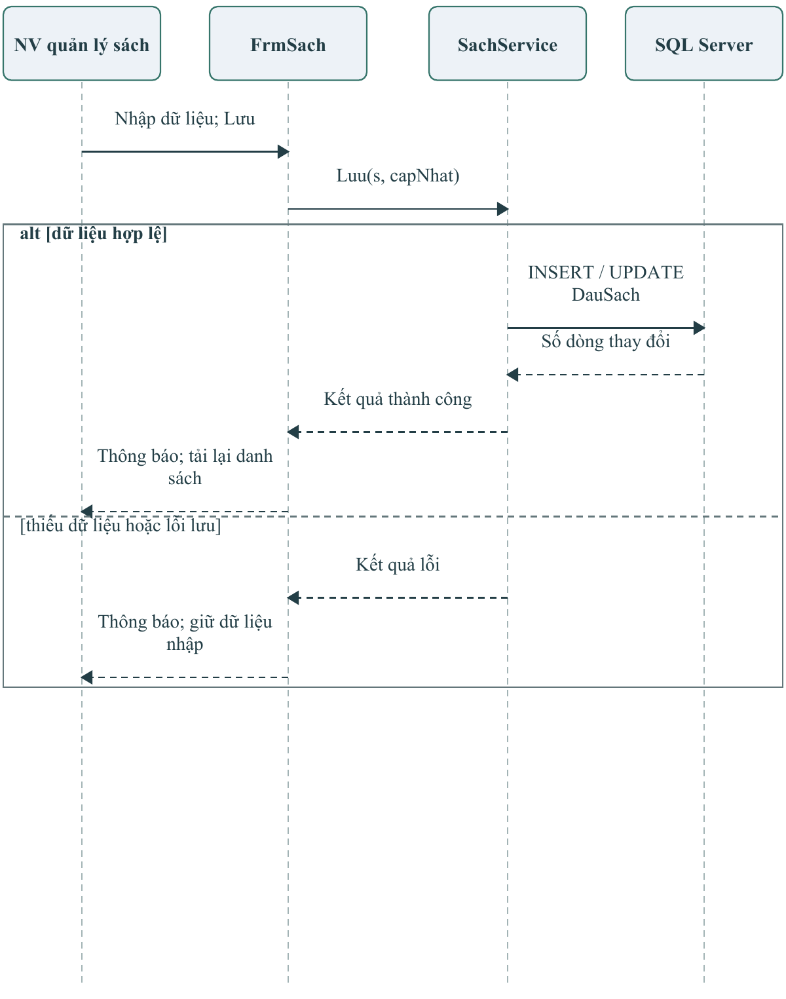 NV quản lý sách
FrmSach
SachService
SQL Server
Nhập dữ liệu; Lưu
Luu(s, capNhat)
alt [dữ liệu hợp lệ]
INSERT / UPDATE
DauSach
Số dòng thay đổi
Kết quả thành công
Thông báo; tải lại danh
sách
[thiếu dữ liệu hoặc lỗi lưu]
Kết quả lỗi
Thông báo; giữ dữ liệu
nhập